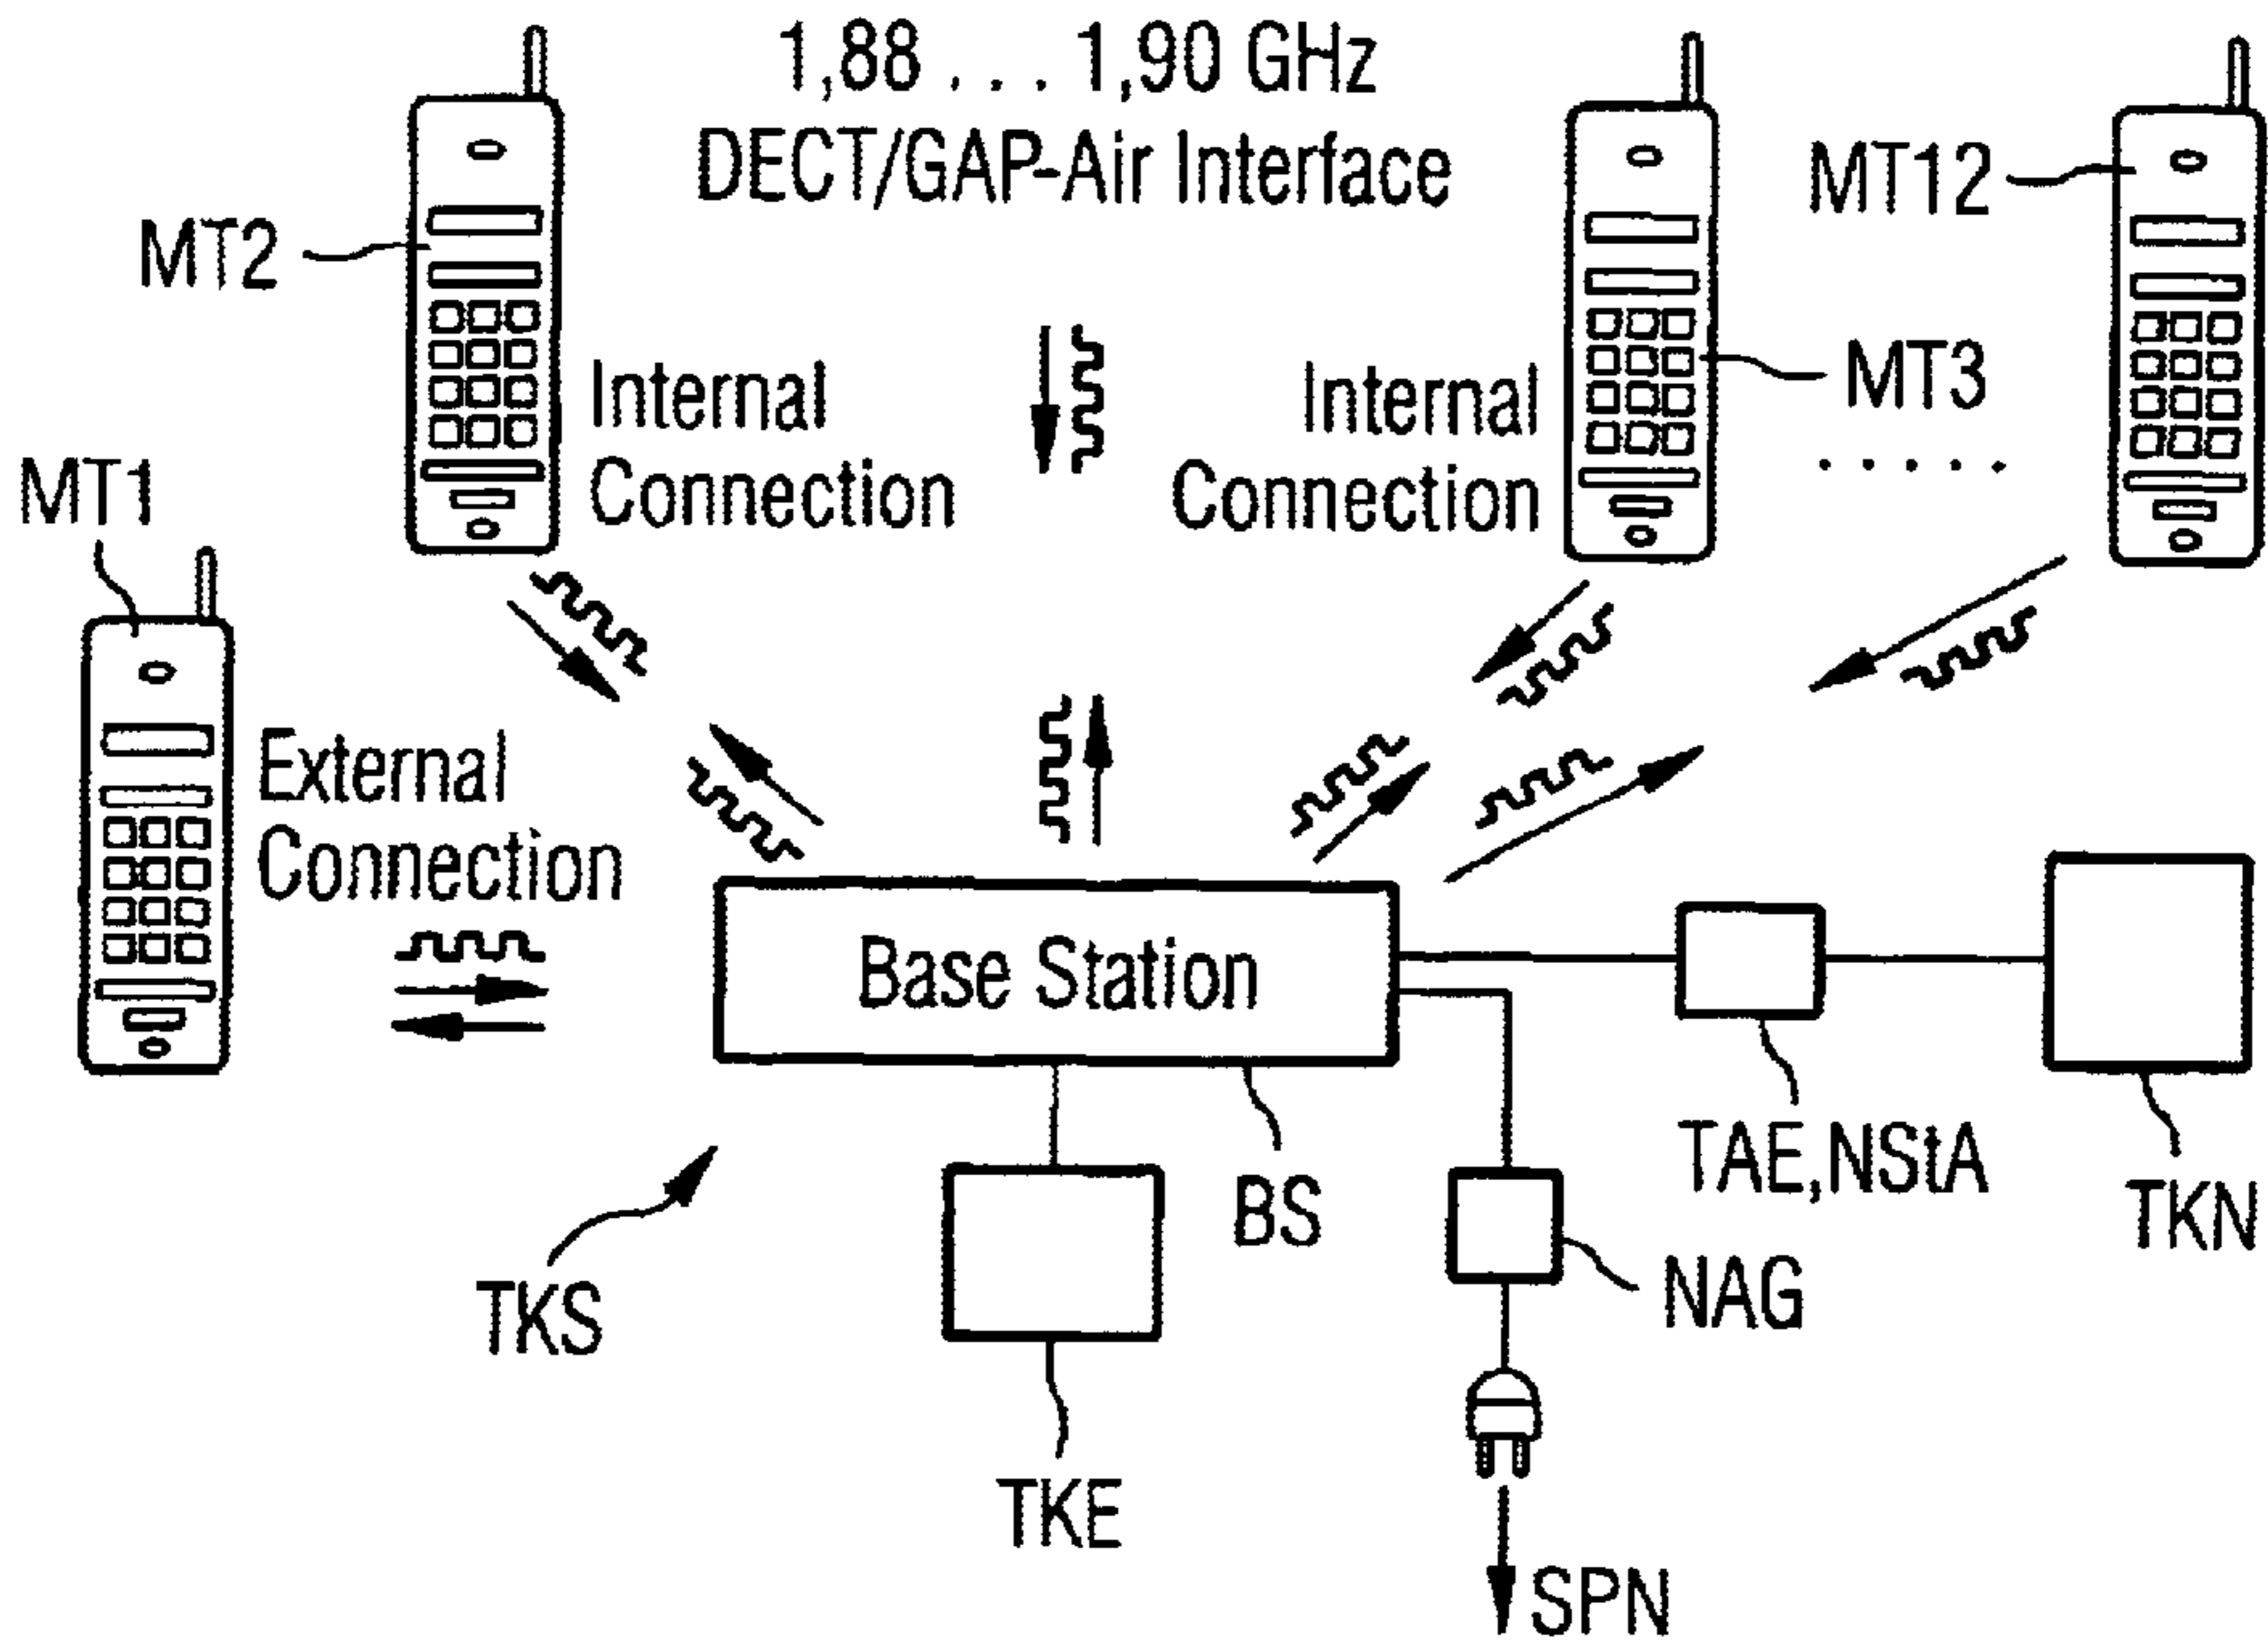 1,88 . . . 1,90 GHz
DECT/GAP-Air Interface
MT12
MT2
MT3
Internal
Connection
Internal
Connection
. . . . .
MT1
External
Connection
Base Station
TAE,NStA
BS
TKN
NAG
TKS
TKE
SPN